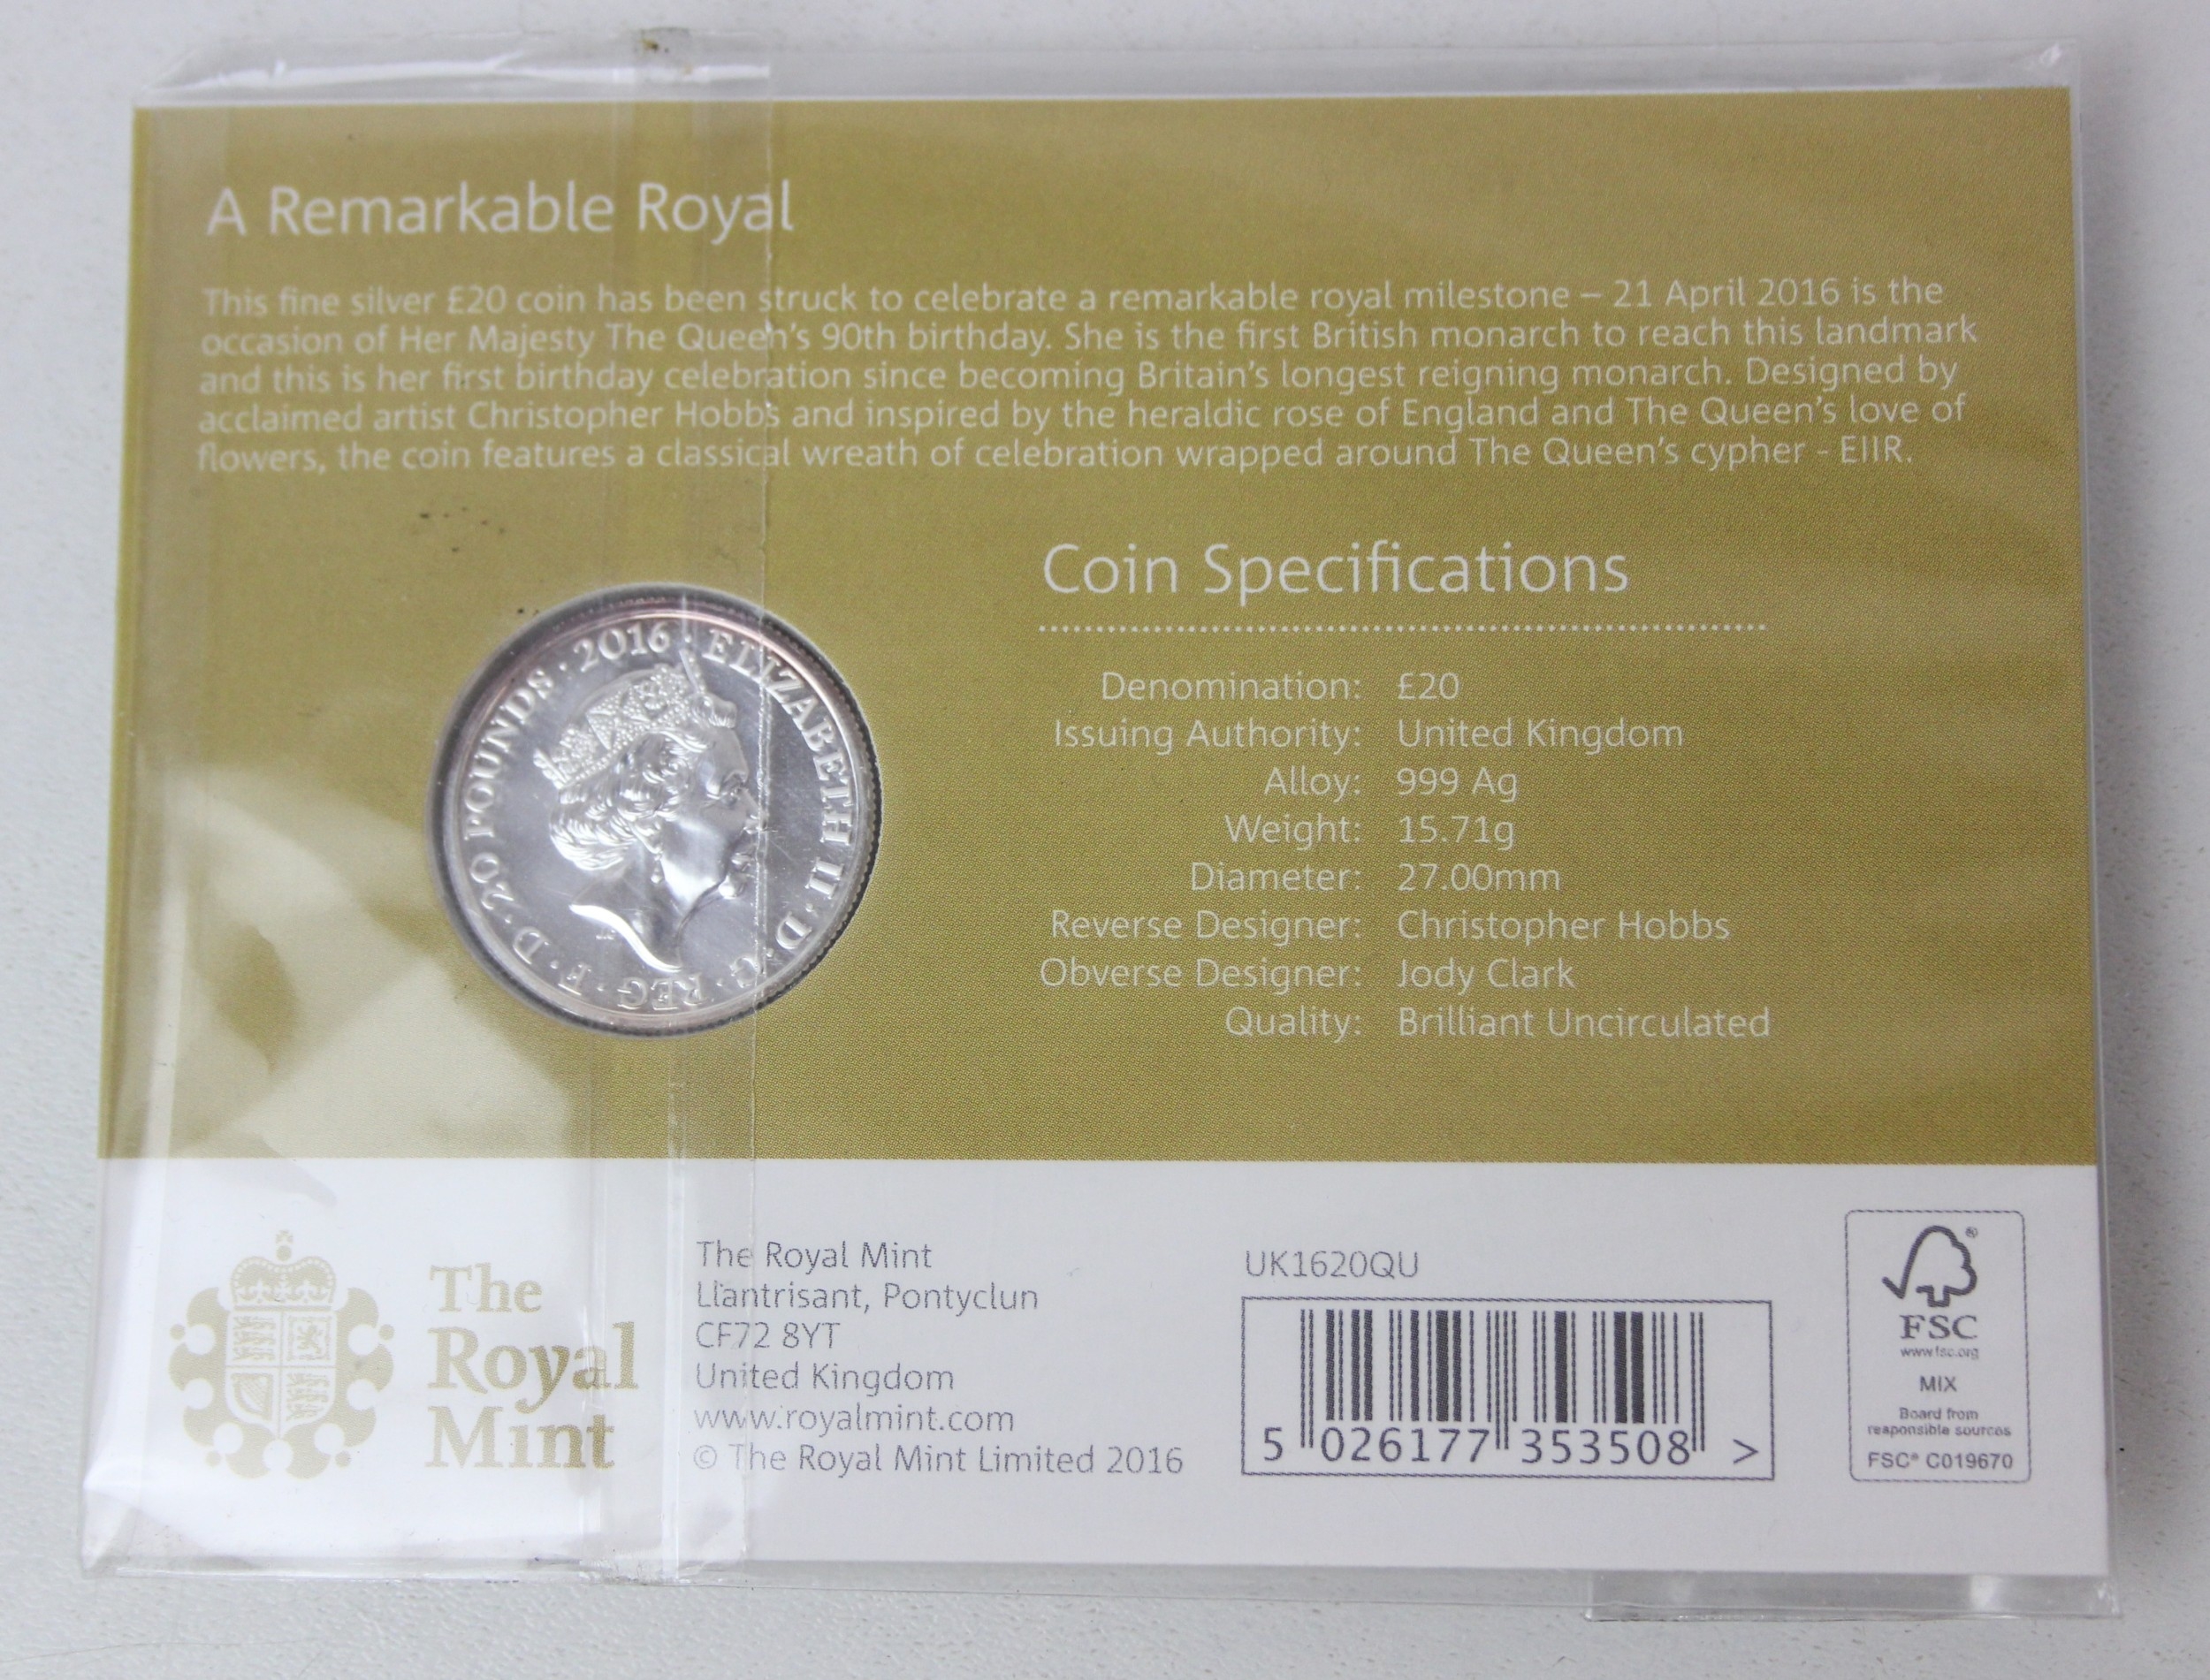 A Remarkable Royal
This fine silver £20 coin has been struck to celebrate a remarkable royal milestone – 21 April 2016 is the
occasion of Her Majesty The Queen's 90th birthday. She is the first British monarch to reach this landmark
and this is her first birthday celebration since becoming Britain's longest reigning monarch. Designed by
acclaimed artist Christopher Hobbs and inspired by the heraldic rose of England and The Queen's love of
flowers, the coin features a classical wreath of celebration wrapped around The Queen's cypher - EIIR.
ELIZABETH II · D · G · REG · F · D · 20 POUNDS · 2016 ·
Coin Specifications
Denomination: £20
Issuing Authority: United Kingdom
Alloy: 999 Ag
Weight: 15.71g
Diameter: 27.00mm
Reverse Designer: Christopher Hobbs
Obverse Designer: Jody Clark
Quality: Brilliant Uncirculated
The
Royal
Mint
The Royal Mint
Llantrisant, Pontyclun
CF72 8YT
United Kingdom
www.royalmint.com
© The Royal Mint Limited 2016
UK1620QU
5 026177 353508 >
®
FSC
www.fsc.org
MIX
Board from
responsible sources
FSC® C019670